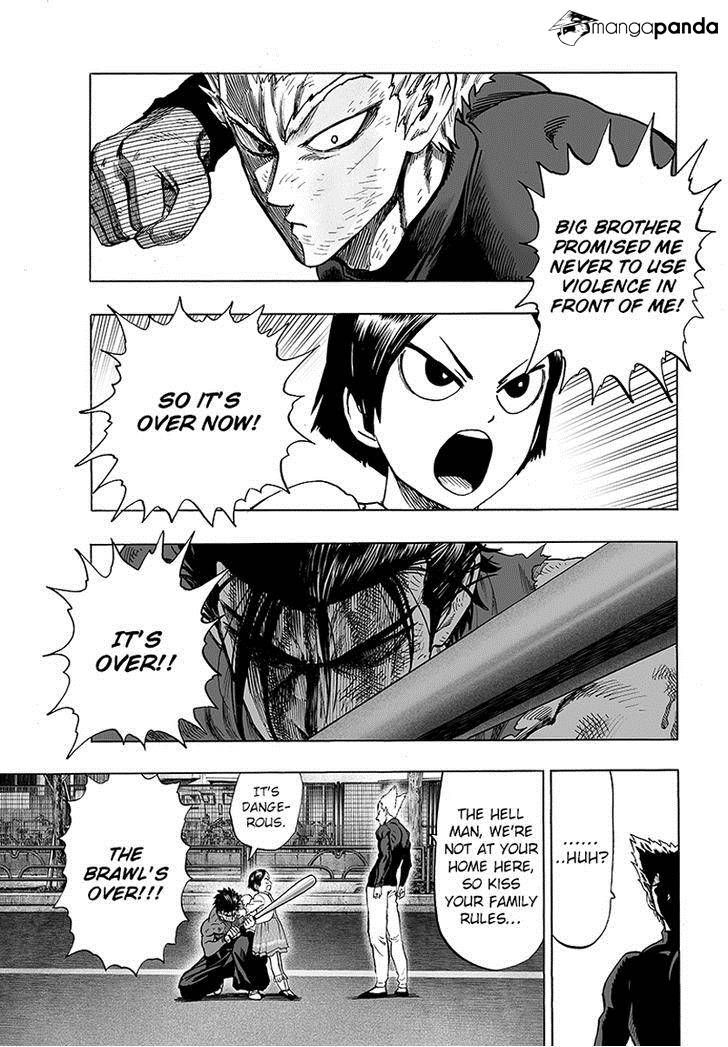 mangapanda
BIG BROTHER
PROMISED ME
NEVER TO USE
VIOLENCE IN
FRONT OF ME!
SO IT'S
OVER NOW!
IT'S
OVER!!
......
..HUH?
THE HELL
MAN, WE'RE
NOT AT YOUR
HOME HERE,
SO KISS
YOUR FAMILY
RULES...
IT'S
DANGE-
ROUS.
THE
BRAWL'S
OVER!!!